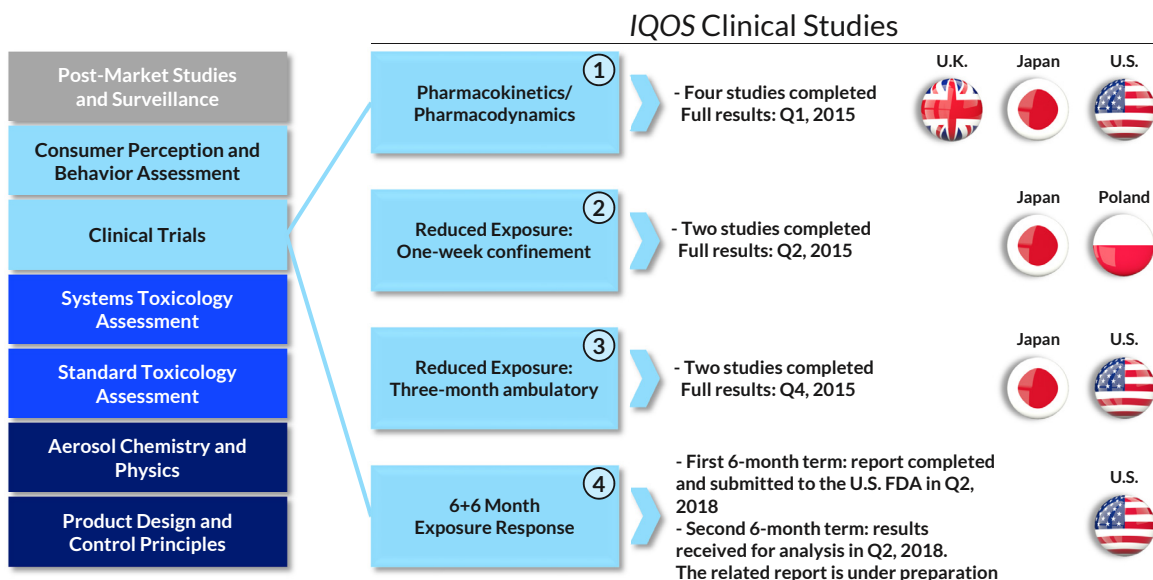 IQOS Clinical Studies
Post-Market Studies
and Surveillance
Consumer Perception and
Behavior Assessment
Clinical Trials
Systems Toxicology
Assessment
Standard Toxicology
Assessment
Aerosol Chemistry and
Physics
Product Design and
Control Principles
1
Pharmacokinetics/
Pharmacodynamics
- Four studies completed
Full results: Q1, 2015
U.K.
Japan
U.S.
2
Reduced Exposure:
One-week confinement
- Two studies completed
Full results: Q2, 2015
Japan
Poland
3
Reduced Exposure:
Three-month ambulatory
- Two studies completed
Full results: Q4, 2015
Japan
U.S.
4
6+6 Month
Exposure Response
- First 6-month term: report completed
and submitted to the U.S. FDA in Q2,
2018
- Second 6-month term: results
received for analysis in Q2, 2018.
The related report is under preparation
U.S.